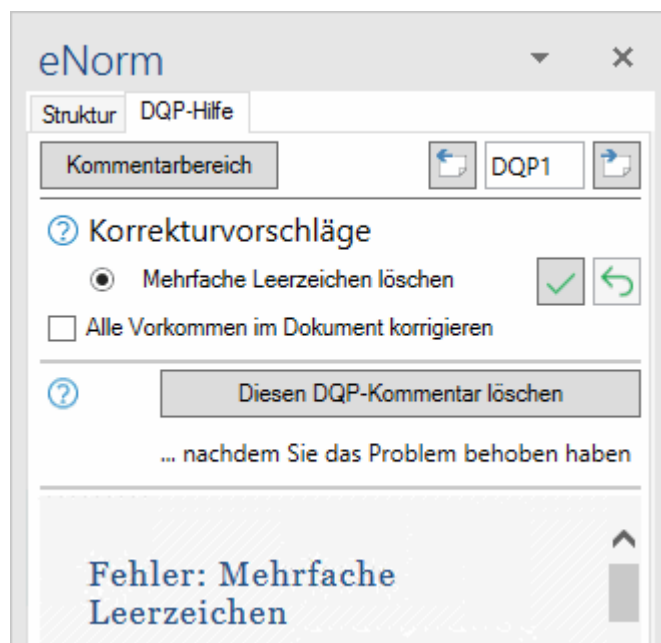 eNorm
Struktur DQP-Hilfe
Kommentarbereich DQP1
Korrekturvorschläge
Mehrfache Leerzeichen löschen
Alle Vorkommen im Dokument korrigieren
Diesen DQP-Kommentar löschen
... nachdem Sie das Problem behoben haben
Fehler: Mehrfache
Leerzeichen